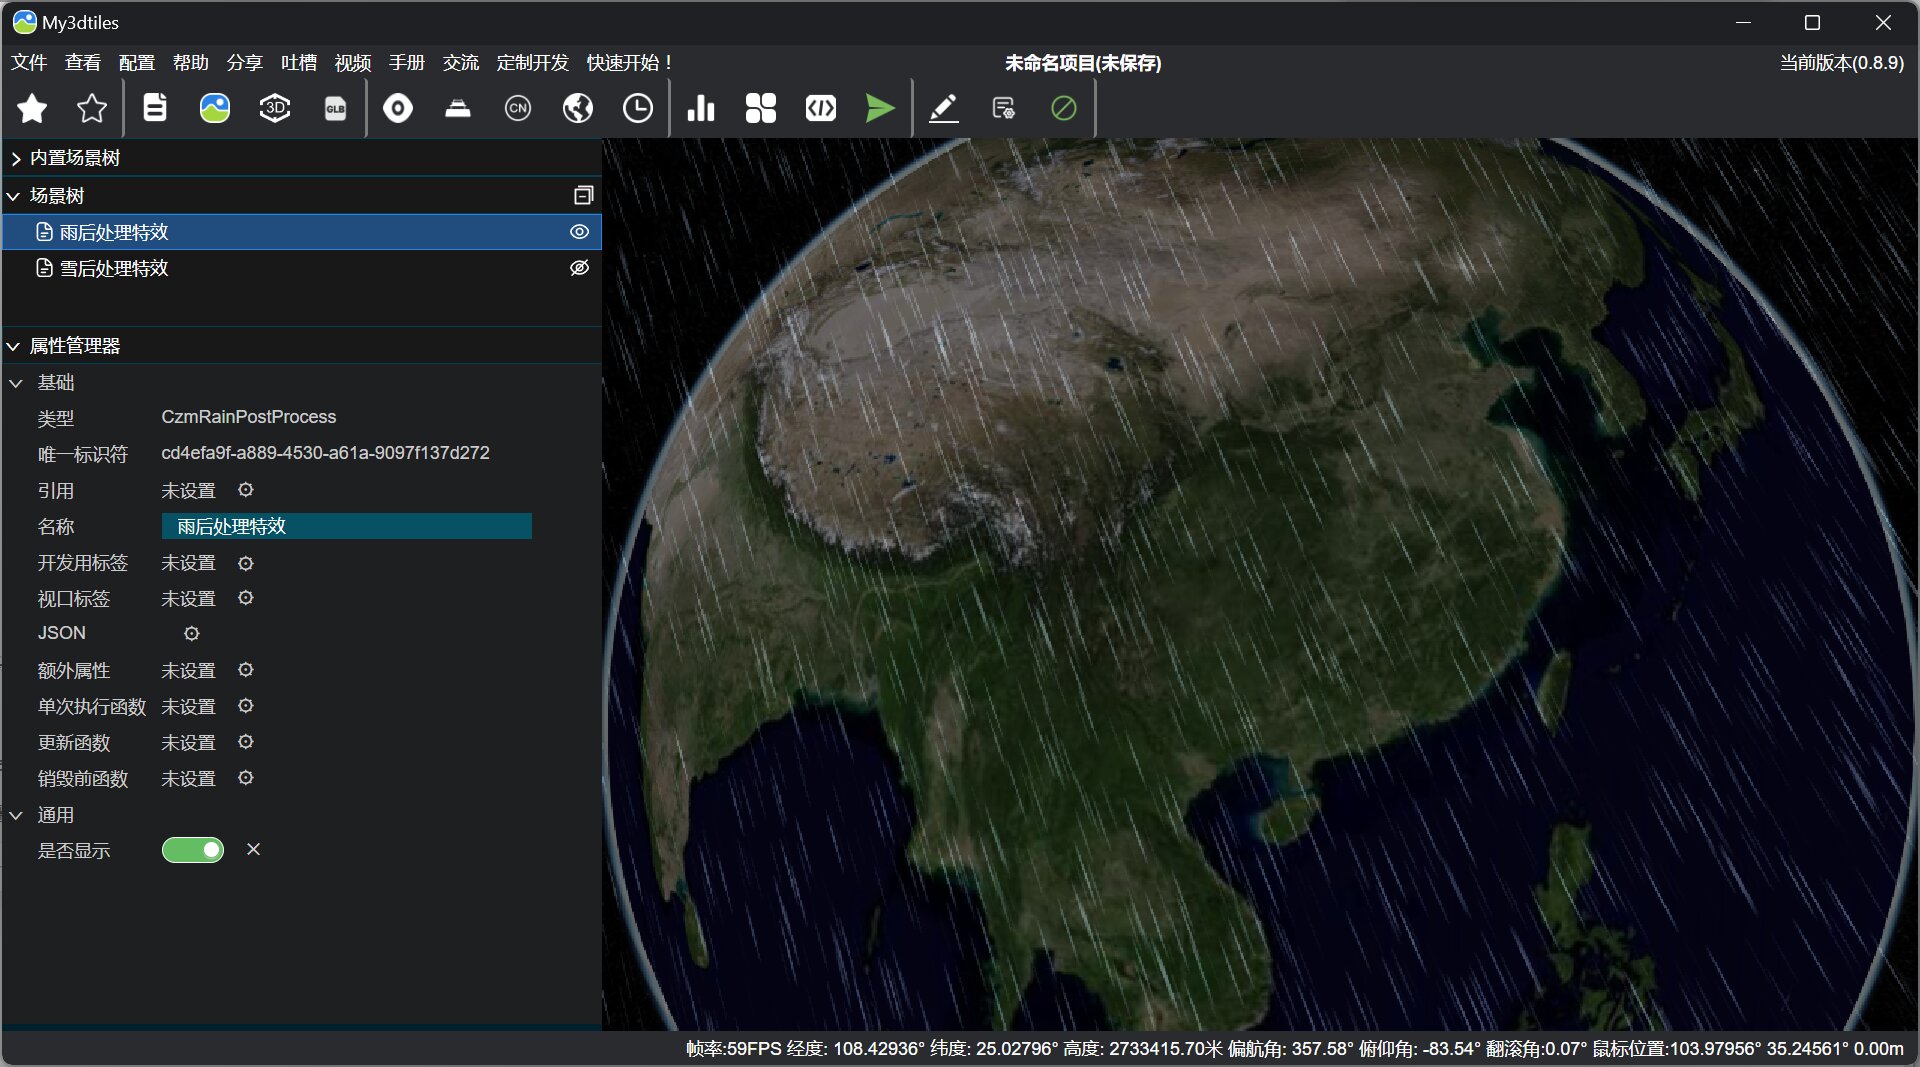 My3dtiles
文件 查看 配置 帮助 分享 吐槽 视频 手册 交流 定制开发 快速开始！ 未命名项目(未保存) 当前版本(0.8.9)
3D GLB CN
内置场景树
场景树
雨后处理特效
雪后处理特效
属性管理器
基础
类型 CzmRainPostProcess
唯一标识符 cd4efa9f-a889-4530-a61a-9097f137d272
引用 未设置
名称 雨后处理特效
开发用标签 未设置
视口标签 未设置
JSON
额外属性 未设置
单次执行函数 未设置
更新函数 未设置
销毁前函数 未设置
通用
是否显示
帧率:59FPS 经度: 108.42936° 纬度: 25.02796° 高度: 2733415.70米 偏航角: 357.58° 俯仰角: -83.54° 翻滚角:0.07° 鼠标位置:103.97956° 35.24561° 0.00m